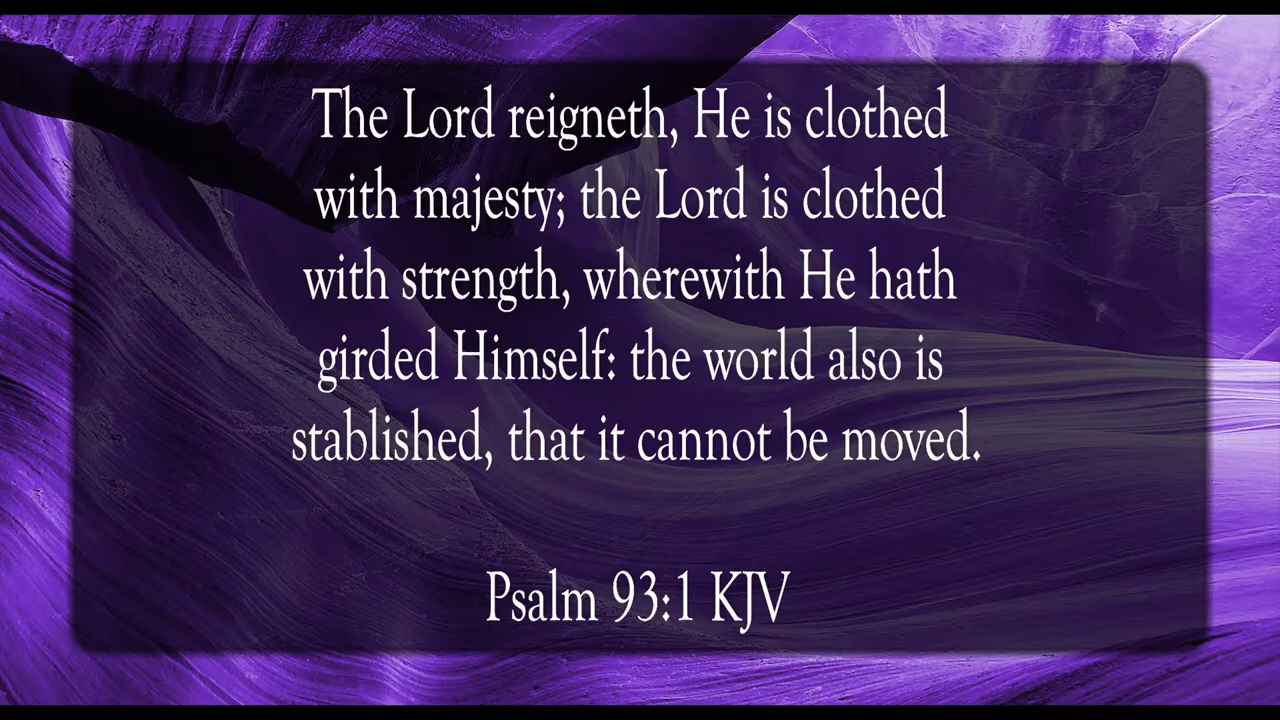 The Lord reigneth, He is clothed
with majesty; the Lord is clothed
with strength, wherewith He hath
girded Himself: the world also is
stablished, that it cannot be moved.
Psalm 93:1 KJV